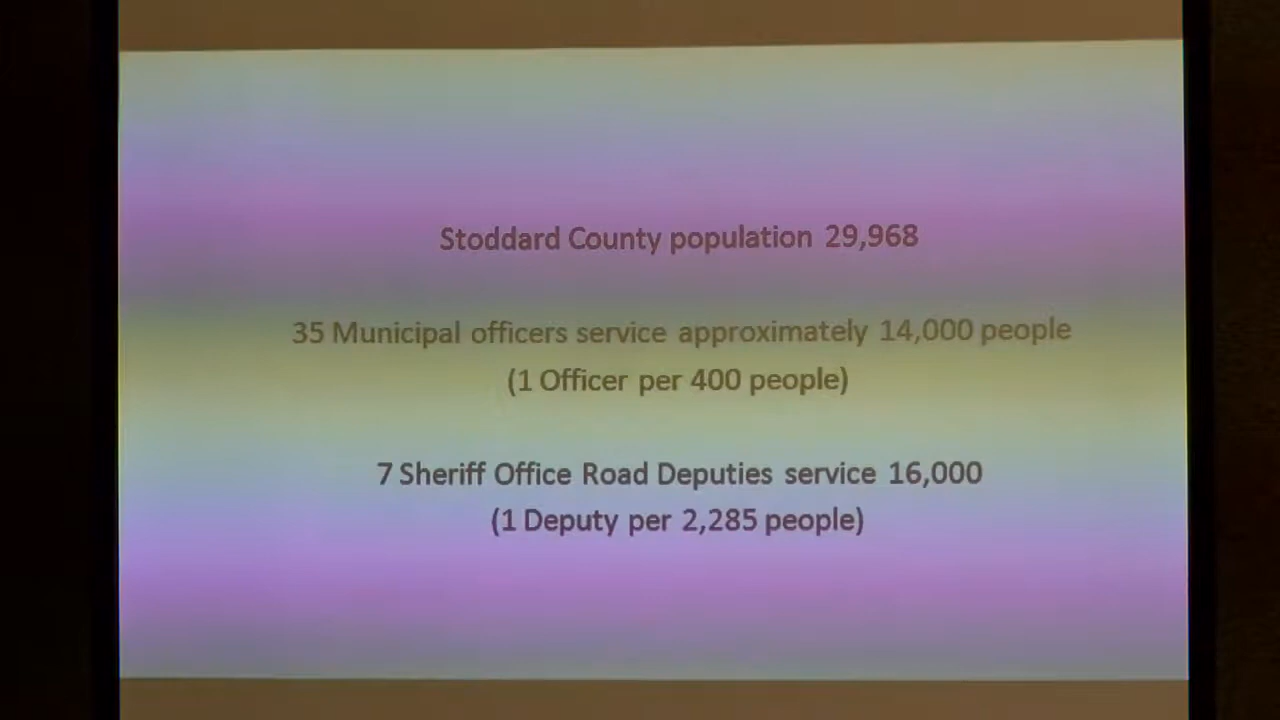 Stoddard County population 29,968
35 Municipal officers service approximately 14,000 people
(1 Officer per 400 people)
7 Sheriff Office Road Deputies service 16,000
(1 Deputy per 2,285 people)